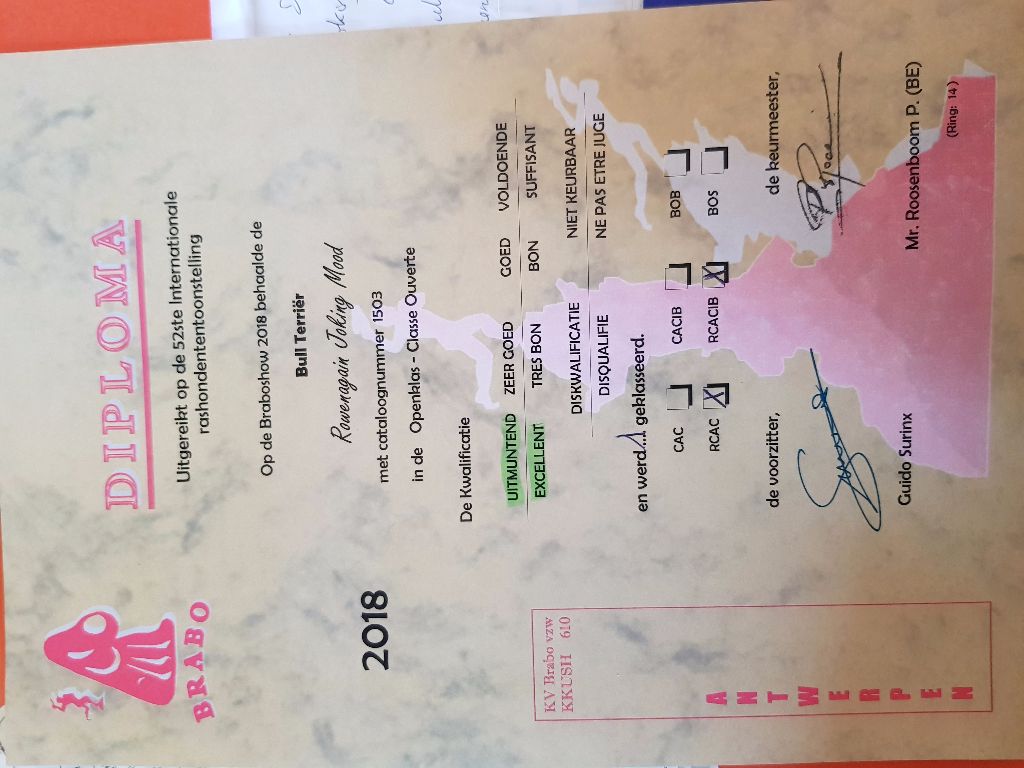 BRABO
DIPLOMA
Uitgereikt op de 52ste Internationale
rashondententoonstelling
Op de Braboshow 2018 behaalde de
Bull Terriër
2018
Rowenagain Joking Mood
met cataloognummer 1503
in de Openklas - Classe Ouverte
De Kwalificatie
UITMUNTEND ZEER GOED GOED VOLDOENDE
EXCELLENT TRES BON BON SUFFISANT
DISKWALIFICATIE NIET KEURBAAR
DISQUALIFIE NE PAS ETRE JUGE
en werd....1 geklasseerd.
CAC CACIB BOB
RCAC X RCACIB X BOS
de voorzitter, de keurmeester,
Guido Surinx Mr. Roosenboom P. (BE)
(Ring: 14)
KV Brabo vzw
KKUSH 610
ANTWERPEN